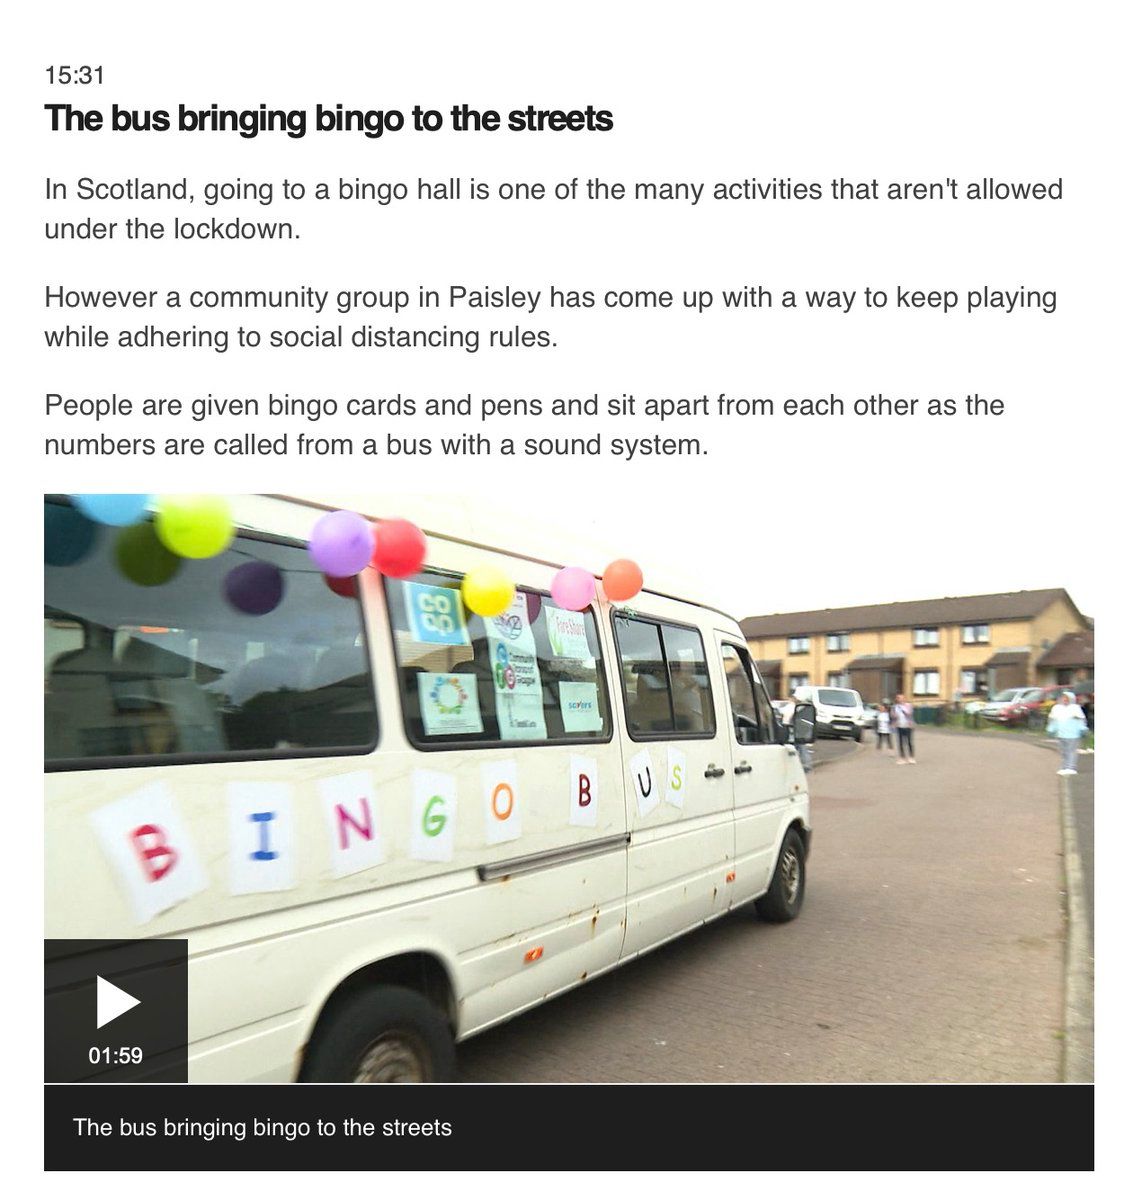 15:31
The bus bringing bingo to the streets
In Scotland, going to a bingo hall is one of the many activities that aren't allowed
under the lockdown.
However a community group in Paisley has come up with a way to keep playing
while adhering to social distancing rules.
People are given bingo cards and pens and sit apart from each other as the
numbers are called from a bus with a sound system.
CO
OP
FareShare
Community
Transport
Glasgow
BINGO BUS
01:59
The bus bringing bingo to the streets